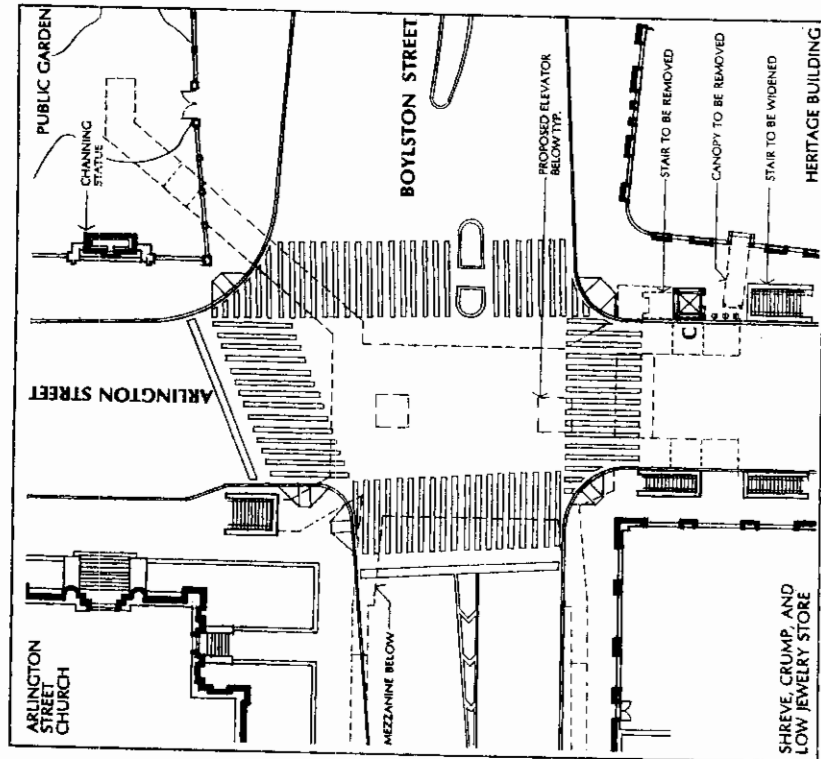 PUBLIC GARDEN
CHANNING
STATUE
ARLINGTON STREET
BOYLSTON STREET
PROPOSED ELEVATOR
BELOW TYP.
STAIR TO BE REMOVED
CANOPY TO BE REMOVED
STAIR TO BE WIDENED
HERITAGE BUILDING
C
ARLINGTON
STREET
CHURCH
MEZZANINE BELOW
SHREVE, CRUMP, AND
LOW JEWELRY STORE